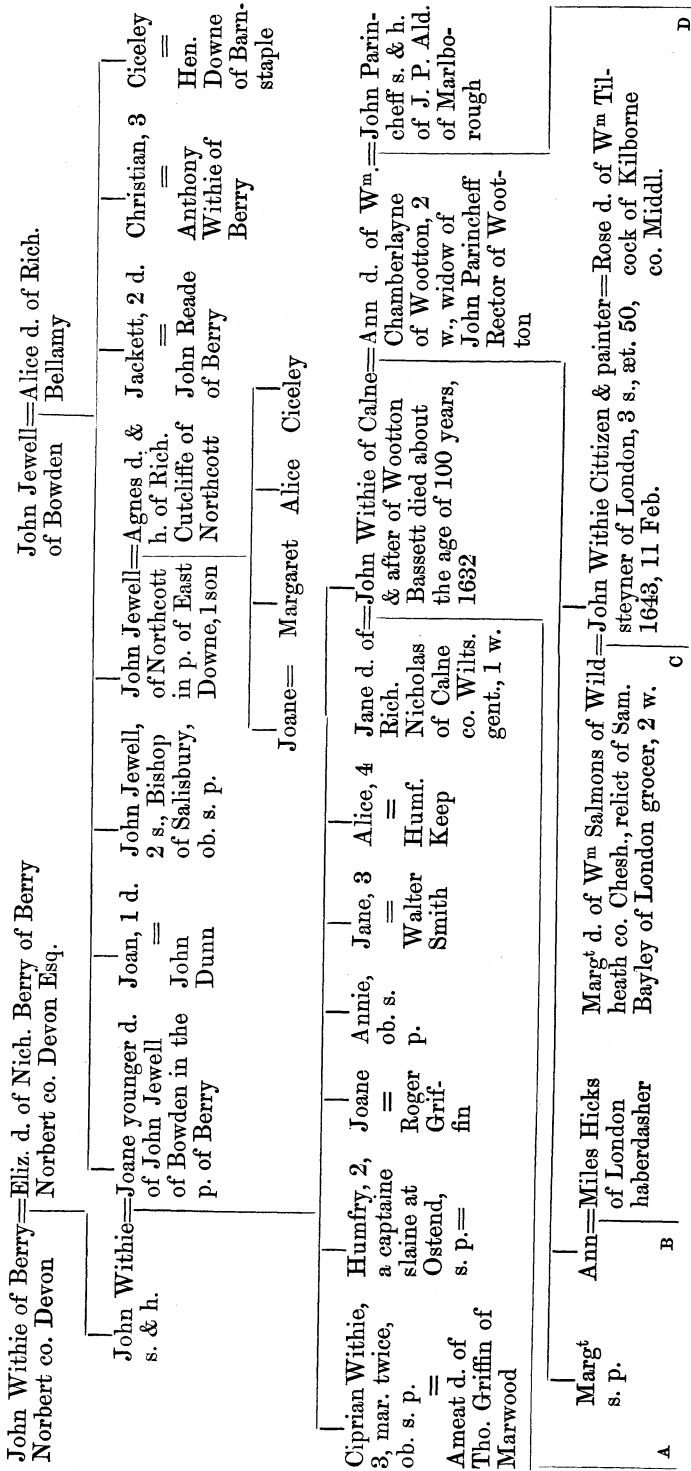 John Withie of Berry=Eliz. d. of Nich. Berry of Berry
Norbert co. Devon
Norbert co. Devon Esq.
John Jewell=Alice d. of Rich.
of Bowden
Bellamy
John Withie=Joane younger d.
s. & h.
of John Jewell
of Bowden in the
p. of Berry
Joan, 1 d.
=
John
Dunn
John Jewell,
2 s., Bishop
of Salisbury,
ob. s. p.
John Jewell=Agnes d. &
of Northcott
in p. of East
Downe, 1 son
h. of Rich.
Cutcliffe of
Northcott
Jackett, 2 d.
=
John Reade
of Berry
Christian, 3
=
Anthony
Withie of
Berry
Ciceley
=
Hen.
Downe
of Barn-
staple
Joane= Margaret Alice Ciceley
Ciprian Withie,
3, mar. twice,
ob. s. p.
=
Ameat d. of
Tho. Griffin of
Marwood
Humfry, 2,
a captaine
slaine at
Ostend,
s. p.=
Joane
=
Roger
Grif-
fin
Annie,
ob. s.
p.
Jane, 3
=
Walter
Smith
Alice, 4
=
Humf.
Keep
Jane d. of=John Withie of Calne=Ann d. of Wm.=John Parin-
Rich.
Nicholas
of Calne
co. Wilts.
gent., 1 w.
& after of Wootton
Bassett died about
the age of 100 years,
1632
Chamberlayne
of Wootton, 2
w., widow of
John Parincheff
Rector of Woot-
ton
cheff s. & h.
of J. P. Ald.
of Marlbo-
rough
Margt
s. p.
Ann=Miles Hicks
of London
haberdasher
Margt d. of Wm Salmons of Wild=John Withie Cittizen & painter=Rose d. of Wm Til-
heath co. Chesh., relict of Sam.
Bayley of London grocer, 2 w.
steyner of London, 3 s., æt. 50,
1643, 11 Feb.
cock of Kilborne
co. Middl.
A
B
C
D